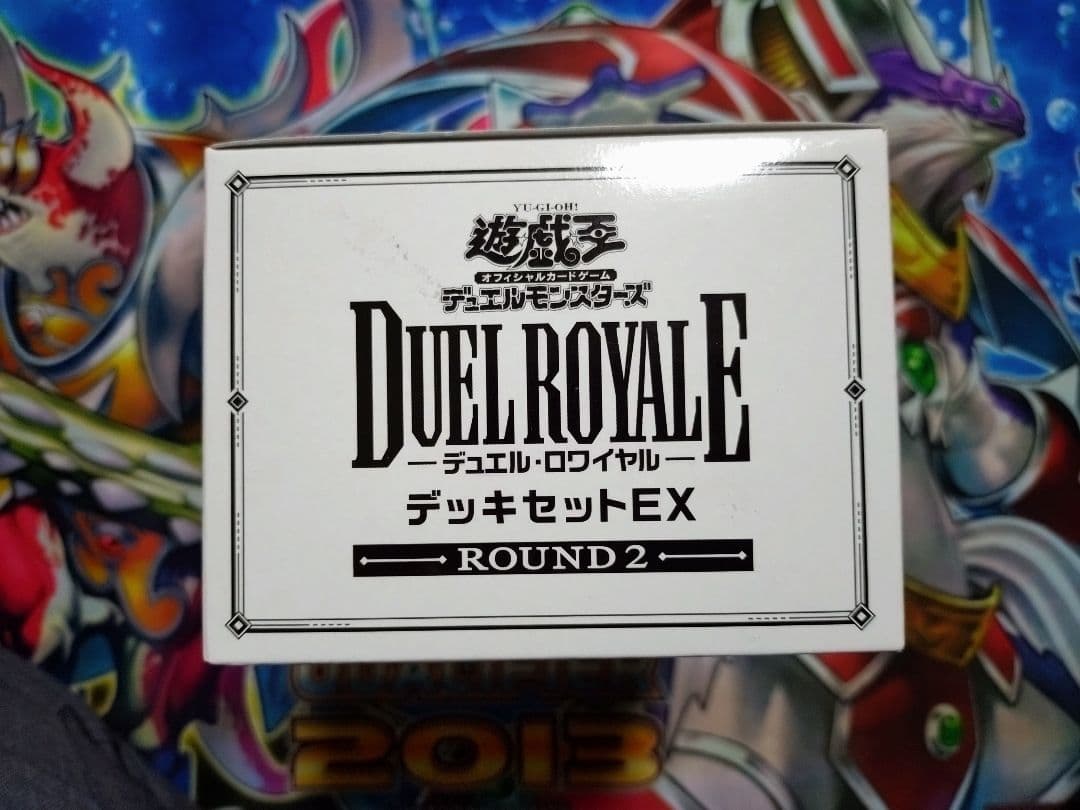 YU-GI-OH!
遊戯王
オフィシャルカードゲーム
デュエルモンスターズ
DUEL ROYALE
デュエル・ロワイヤル
デッキセットEX
ROUND 2
QUALIFIER
2013